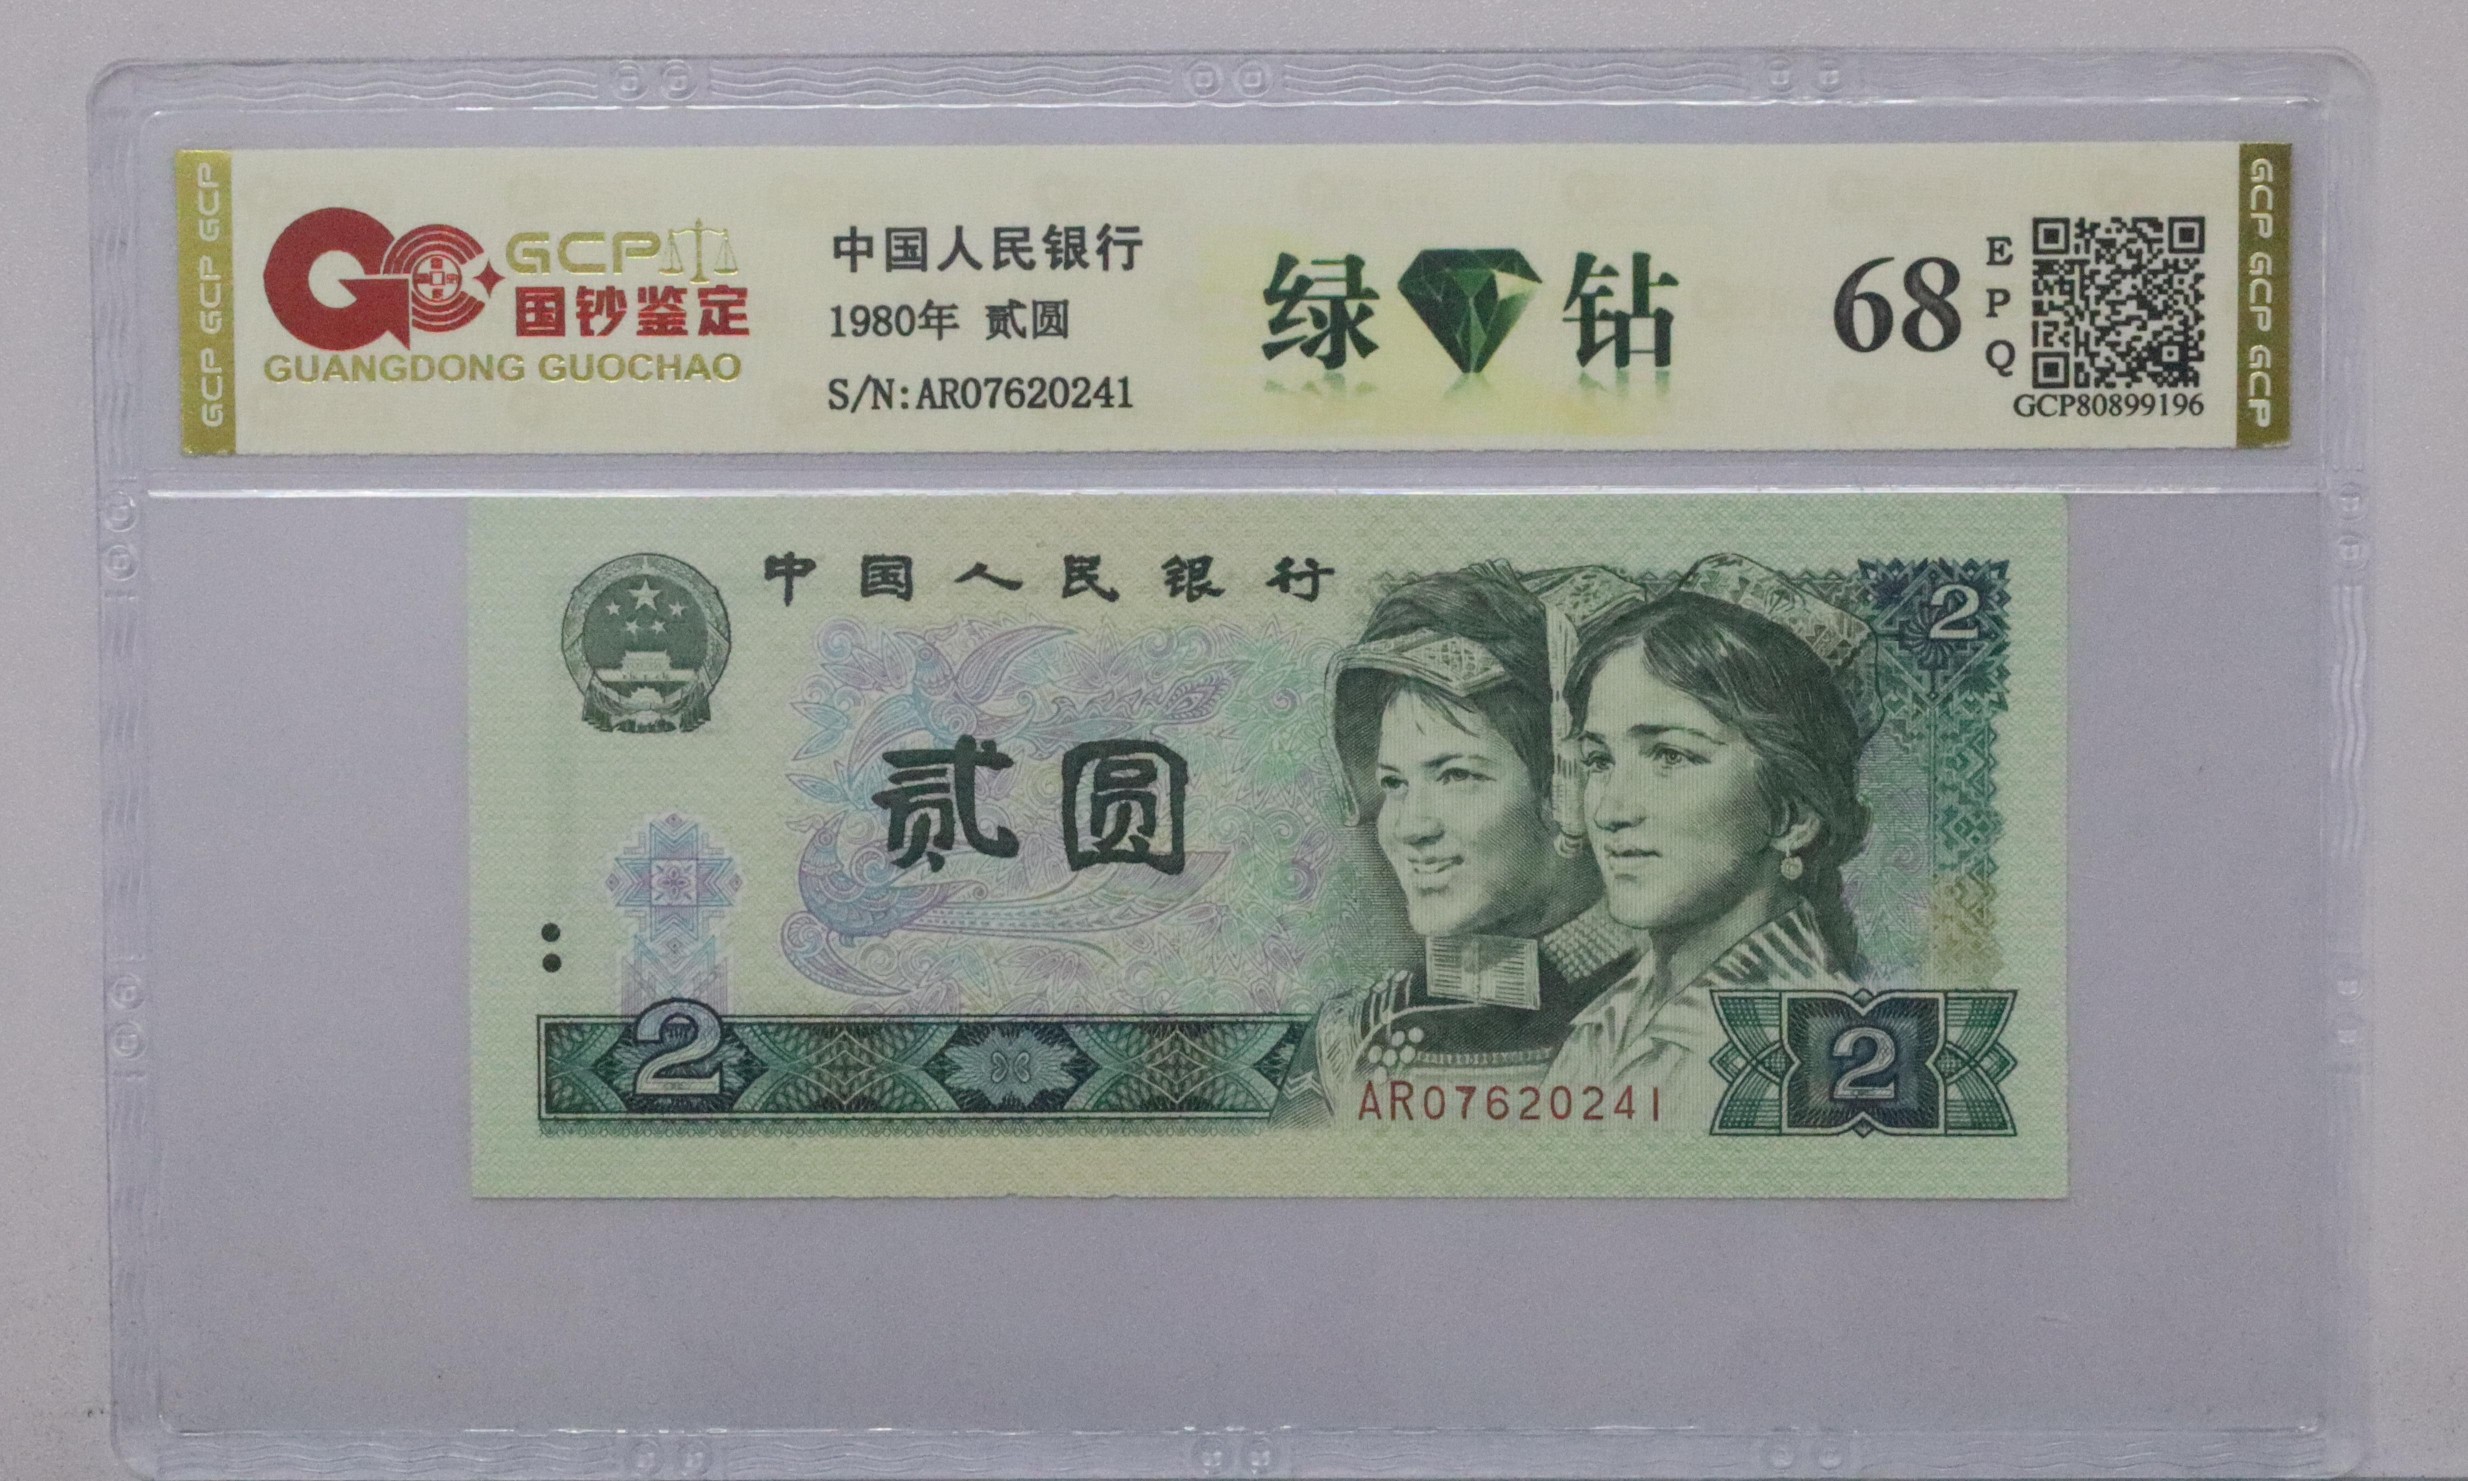 GCP GCP GCP
GCP
国钞鉴定
GUANGDONG GUOCHAO
中国人民银行
1980年 贰圆
S/N:AR07620241
绿 钻
68
EPQ
GCP80899196
GCP GCP GCP
中国人民银行
2
贰圆
2
AR07620241
2